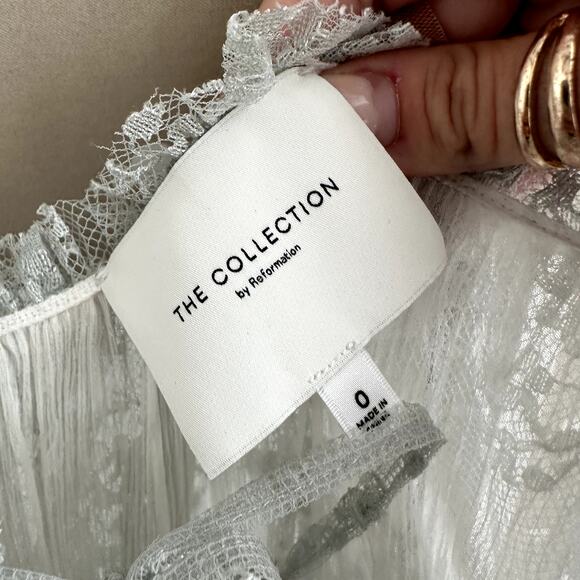 THE COLLECTION
by Reformation
0
MADE IN